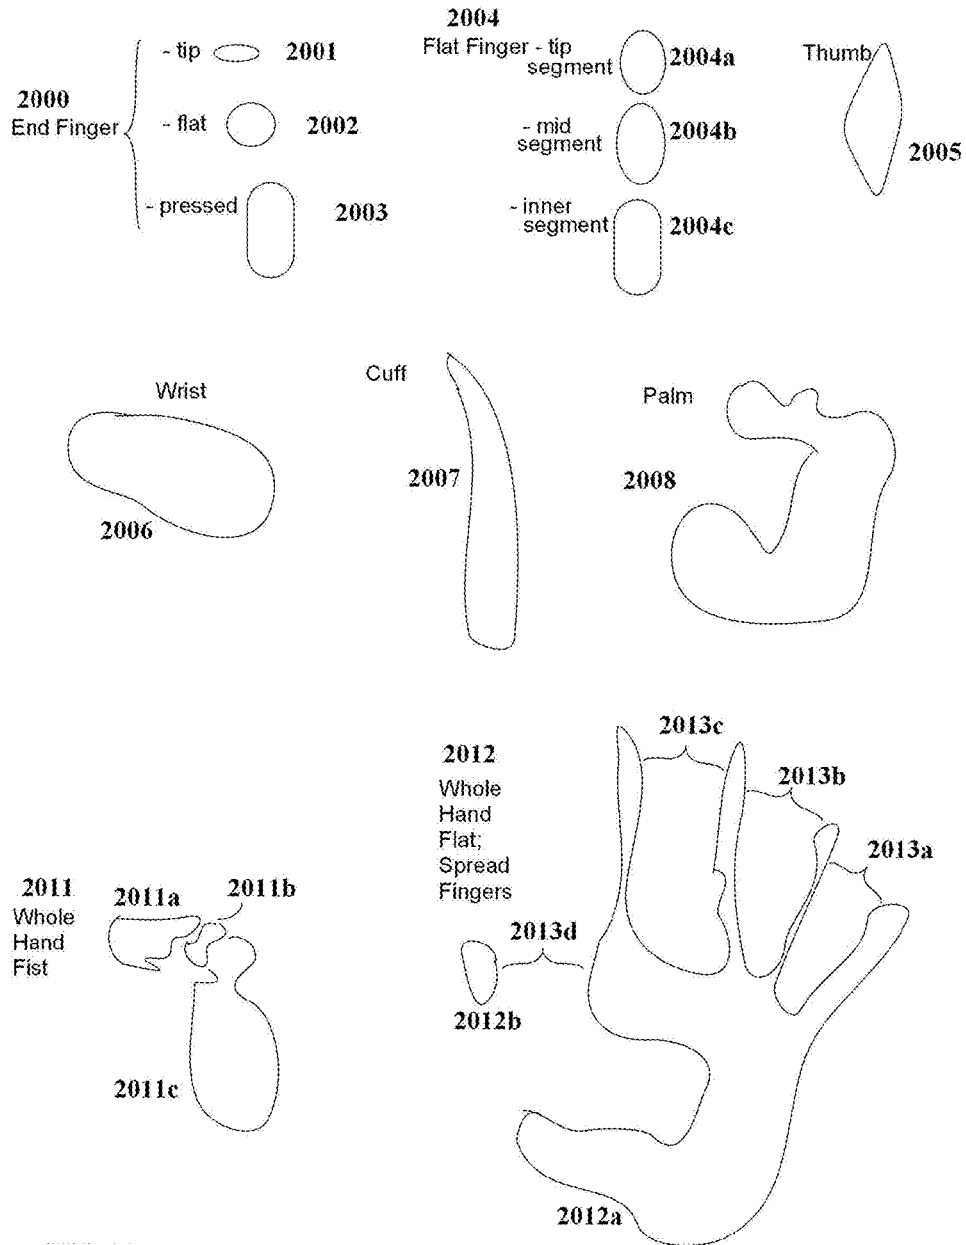 2000
End Finger
- tip
2001
- flat
2002
- pressed
2003
2004
Flat Finger - tip
segment
2004a
- mid
segment
2004b
- inner
segment
2004c
Thumb
2005
Wrist
2006
Cuff
2007
Palm
2008
2011
Whole
Hand
Fist
2011a
2011b
2011c
2012
Whole
Hand
Flat;
Spread
Fingers
2013c
2013b
2013a
2013d
2012b
2012a